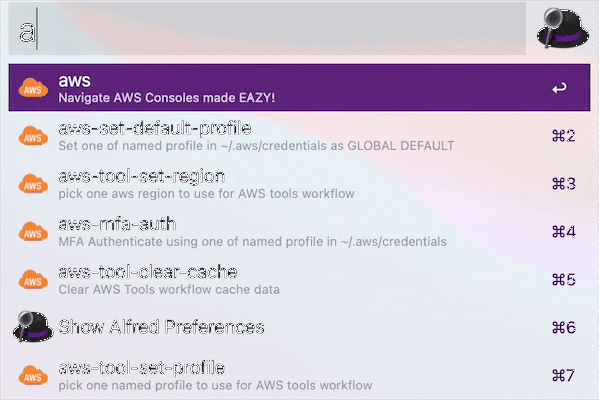 a
AWS
aws
Navigate AWS Consoles made EAZY!
↩
AWS
aws-set-default-profile
Set one of named profile in ~/.aws/credentials as GLOBAL DEFAULT
⌘2
AWS
aws-tool-set-region
pick one aws region to use for AWS tools workflow
⌘3
AWS
aws-mfa-auth
MFA Authenticate using one of named profile in ~/.aws/credentials
⌘4
AWS
aws-tool-clear-cache
Clear AWS Tools workflow cache data
⌘5
Show Alfred Preferences
⌘6
AWS
aws-tool-set-profile
pick one named profile to use for AWS tools workflow
⌘7